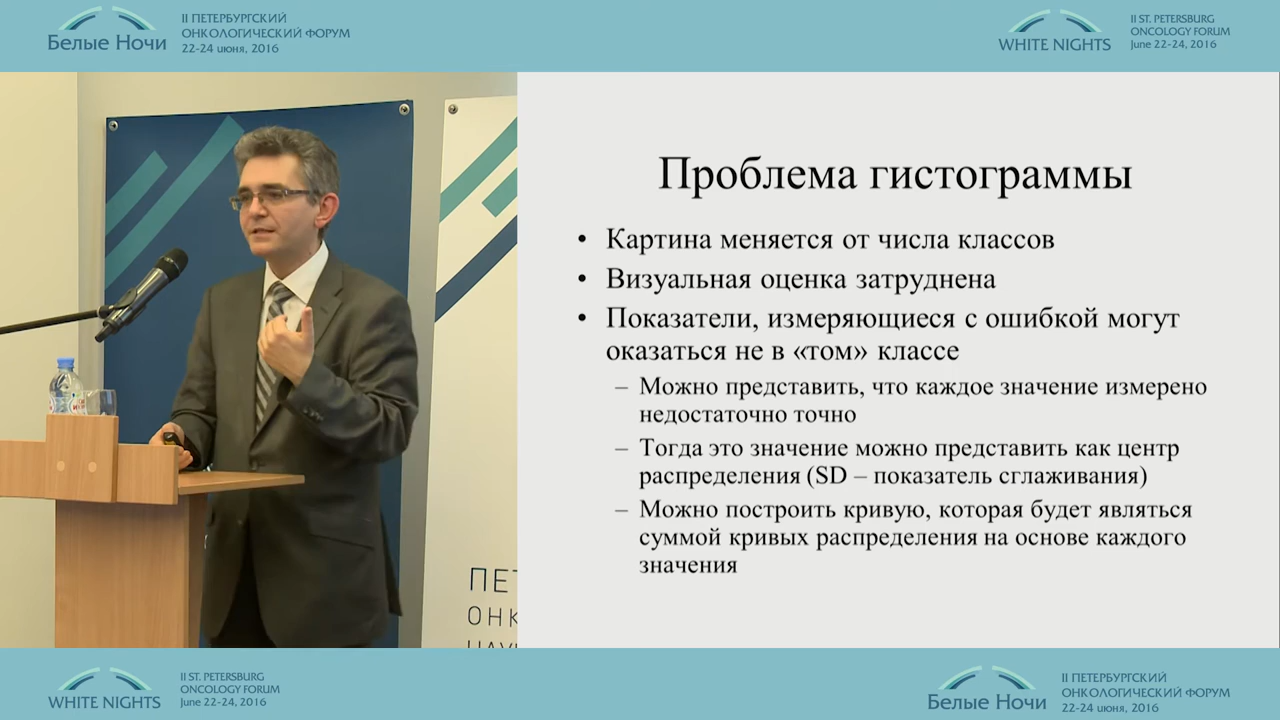 Белые Ночи
II ПЕТЕРБУРГСКИЙ
ОНКОЛОГИЧЕСКИЙ ФОРУМ
22-24 июня, 2016
WHITE NIGHTS
II ST. PETERSBURG
ONCOLOGY FORUM
June 22-24, 2016
Проблема гистограммы
• Картина меняется от числа классов
• Визуальная оценка затруднена
• Показатели, измеряющиеся с ошибкой могут
оказаться не в «том» классе
– Можно представить, что каждое значение измерено
недостаточно точно
– Тогда это значение можно представить как центр
распределения (SD – показатель сглаживания)
– Можно построить кривую, которая будет являться
суммой кривых распределения на основе каждого
значения
ПЕТ
ОНК
НАУ
WHITE NIGHTS
II ST. PETERSBURG
ONCOLOGY FORUM
June 22-24, 2016
Белые Ночи
II ПЕТЕРБУРГСКИЙ
ОНКОЛОГИЧЕСКИЙ ФОРУМ
22-24 июня, 2016